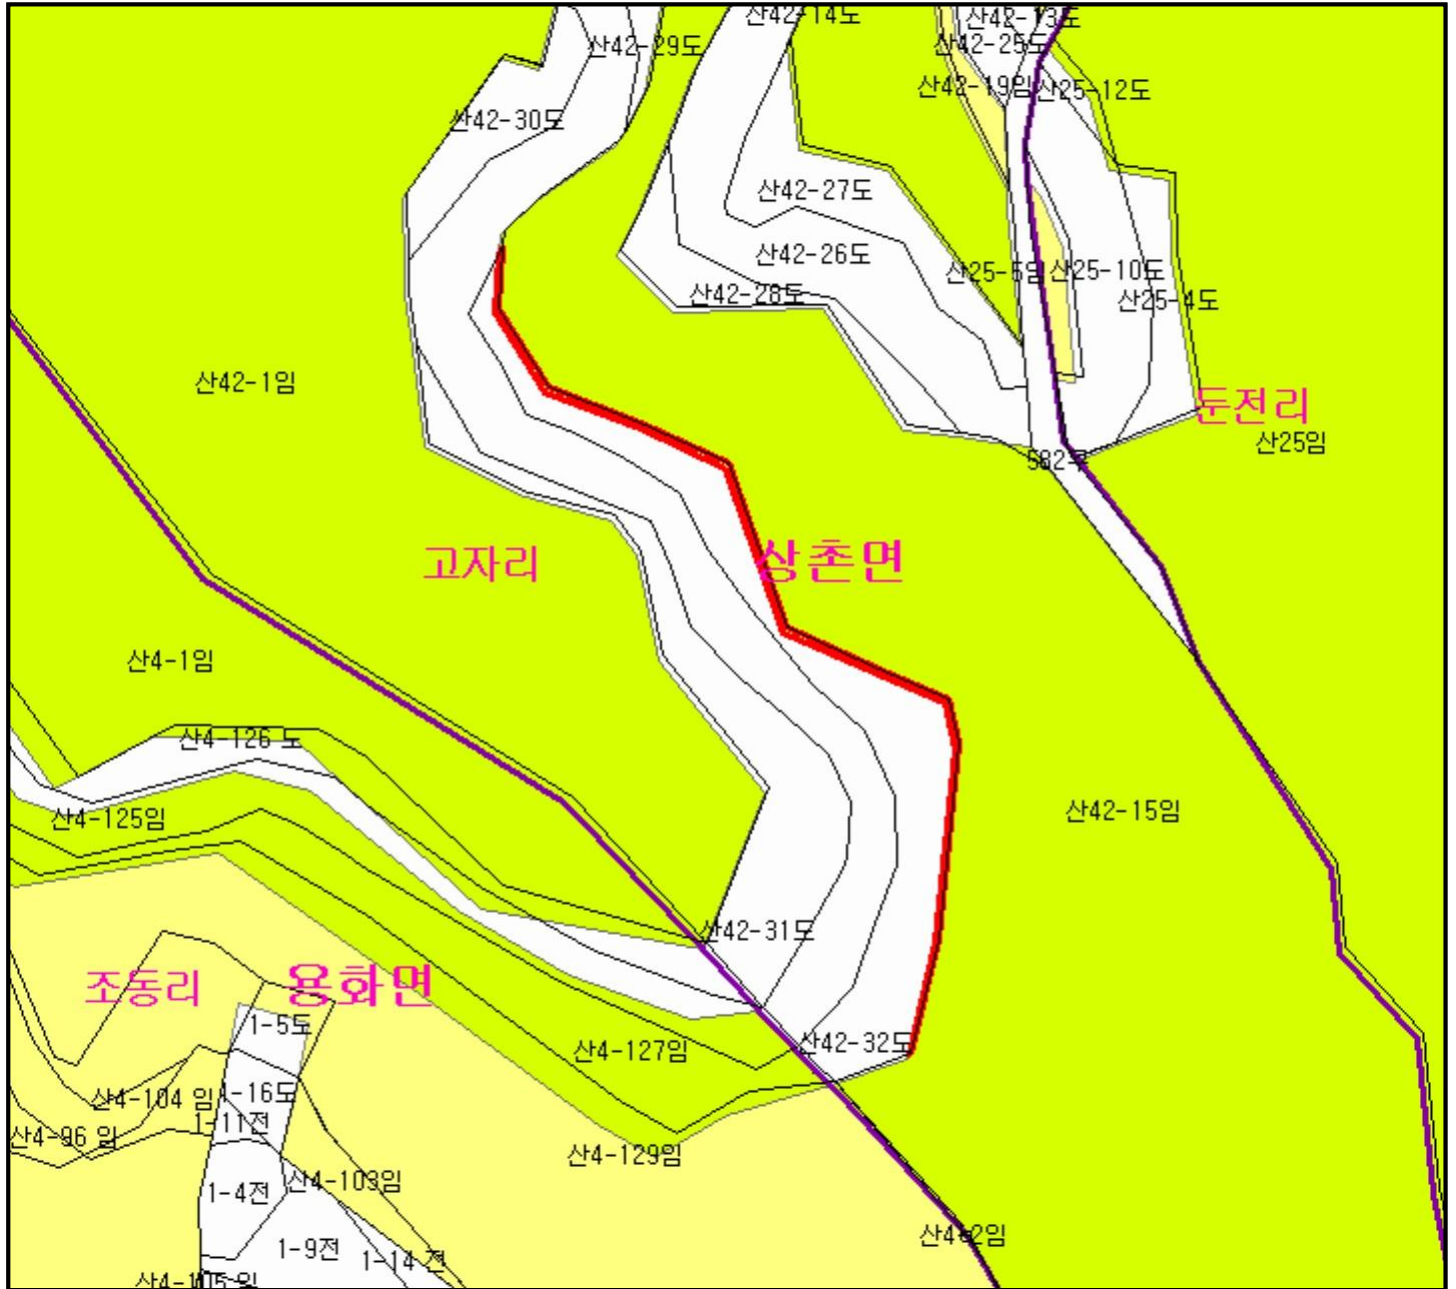 산42-14도
산42-13도
산42-29도
산42-25도
산42-19임
산25-12도
산42-30도
산42-27도
산42-26도
산25-5임
산25-10도
산42-28도
산25-4도
산42-1임
둔전리
산25임
고자리
상촌면
산4-1임
산4-126 도
산4-125임
산42-15임
산42-31도
조동리
용화면
1-5도
산42-32도
산4-127임
산4-104 임
1-16도
1-11전
산4-96 임
산4-129임
산4-103임
1-4전
산4-2임
1-9전
1-14 전
산4-105 임